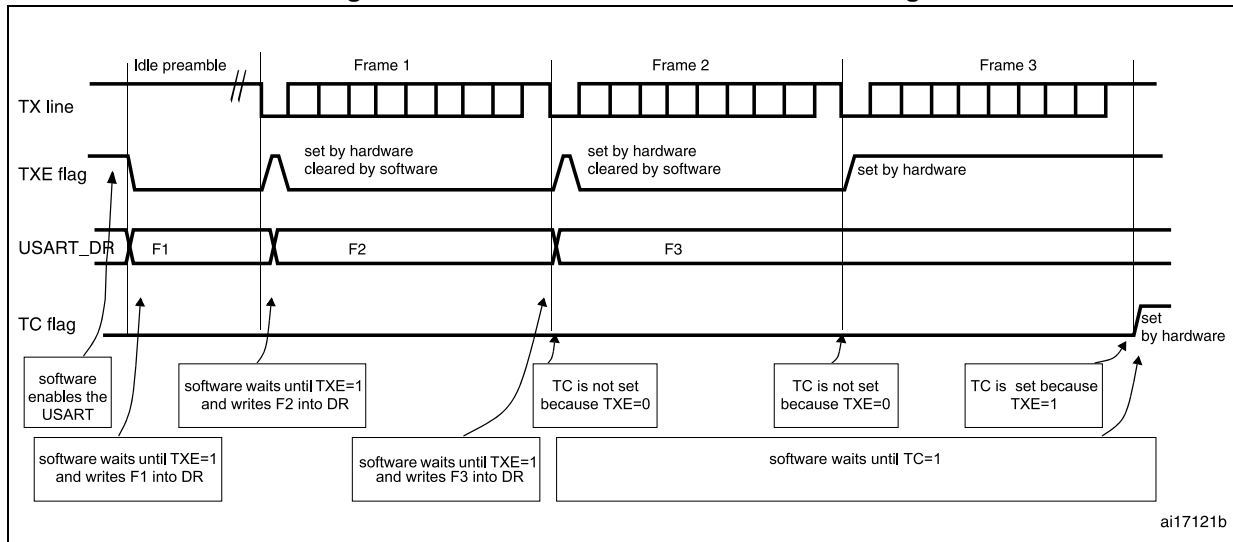 Idle preamble
Frame 1
Frame 2
Frame 3
TX line
TXE flag
set by hardware
cleared by software
set by hardware
cleared by software
set by hardware
USART_DR
F1
F2
F3
TC flag
set
by hardware
software
enables the
USART
software waits until TXE=1
and writes F2 into DR
TC is not set
because TXE=0
TC is not set
because TXE=0
TC is set because
TXE=1
software waits until TXE=1
and writes F1 into DR
software waits until TXE=1
and writes F3 into DR
software waits until TC=1
ai17121b